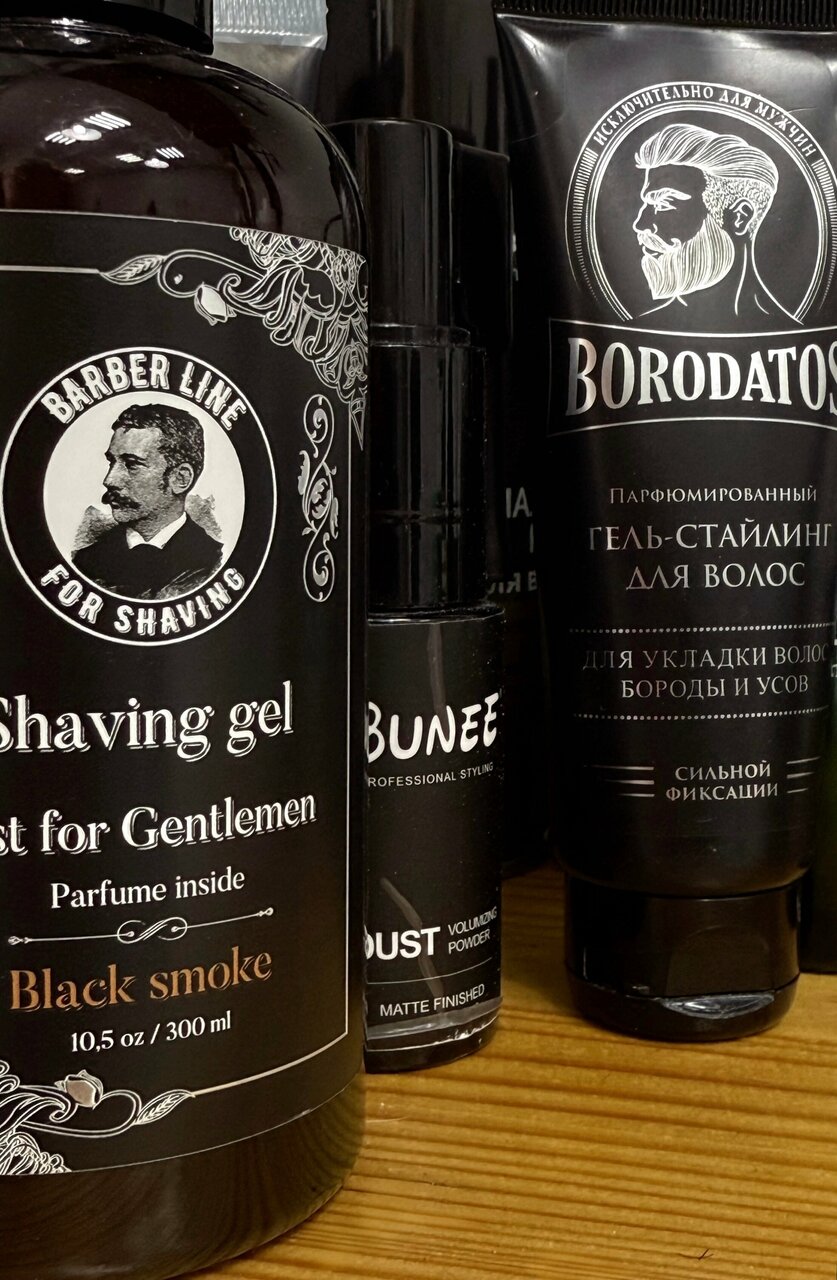 BARBER LINE
FOR SHAVING
Shaving gel
for Gentlemen
Parfume inside
Black smoke
10,5 oz / 300 ml
BUNEE
PROFESSIONAL STYLING
DUST
VOLUMIZING
POWDER
MATTE FINISHED
ИСКЛЮЧИТЕЛЬНО ДЛЯ МУЖЧИН
BORODATOS
ПАРФЮМИРОВАННЫЙ
ГЕЛЬ-СТАЙЛИНГ
ДЛЯ ВОЛОС
ДЛЯ УКЛАДКИ ВОЛОС
БОРОДЫ И УСОВ
СИЛЬНОЙ
ФИКСАЦИИ